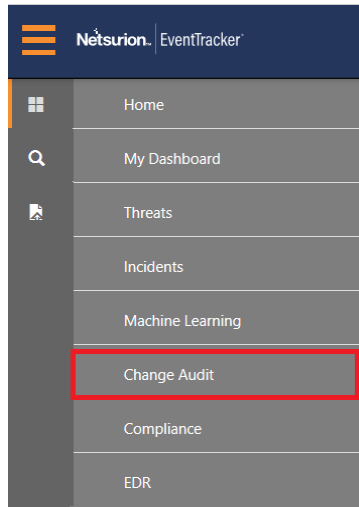 Netsurion. EventTracker
Home
My Dashboard
Threats
Incidents
Machine Learning
Change Audit
Compliance
EDR